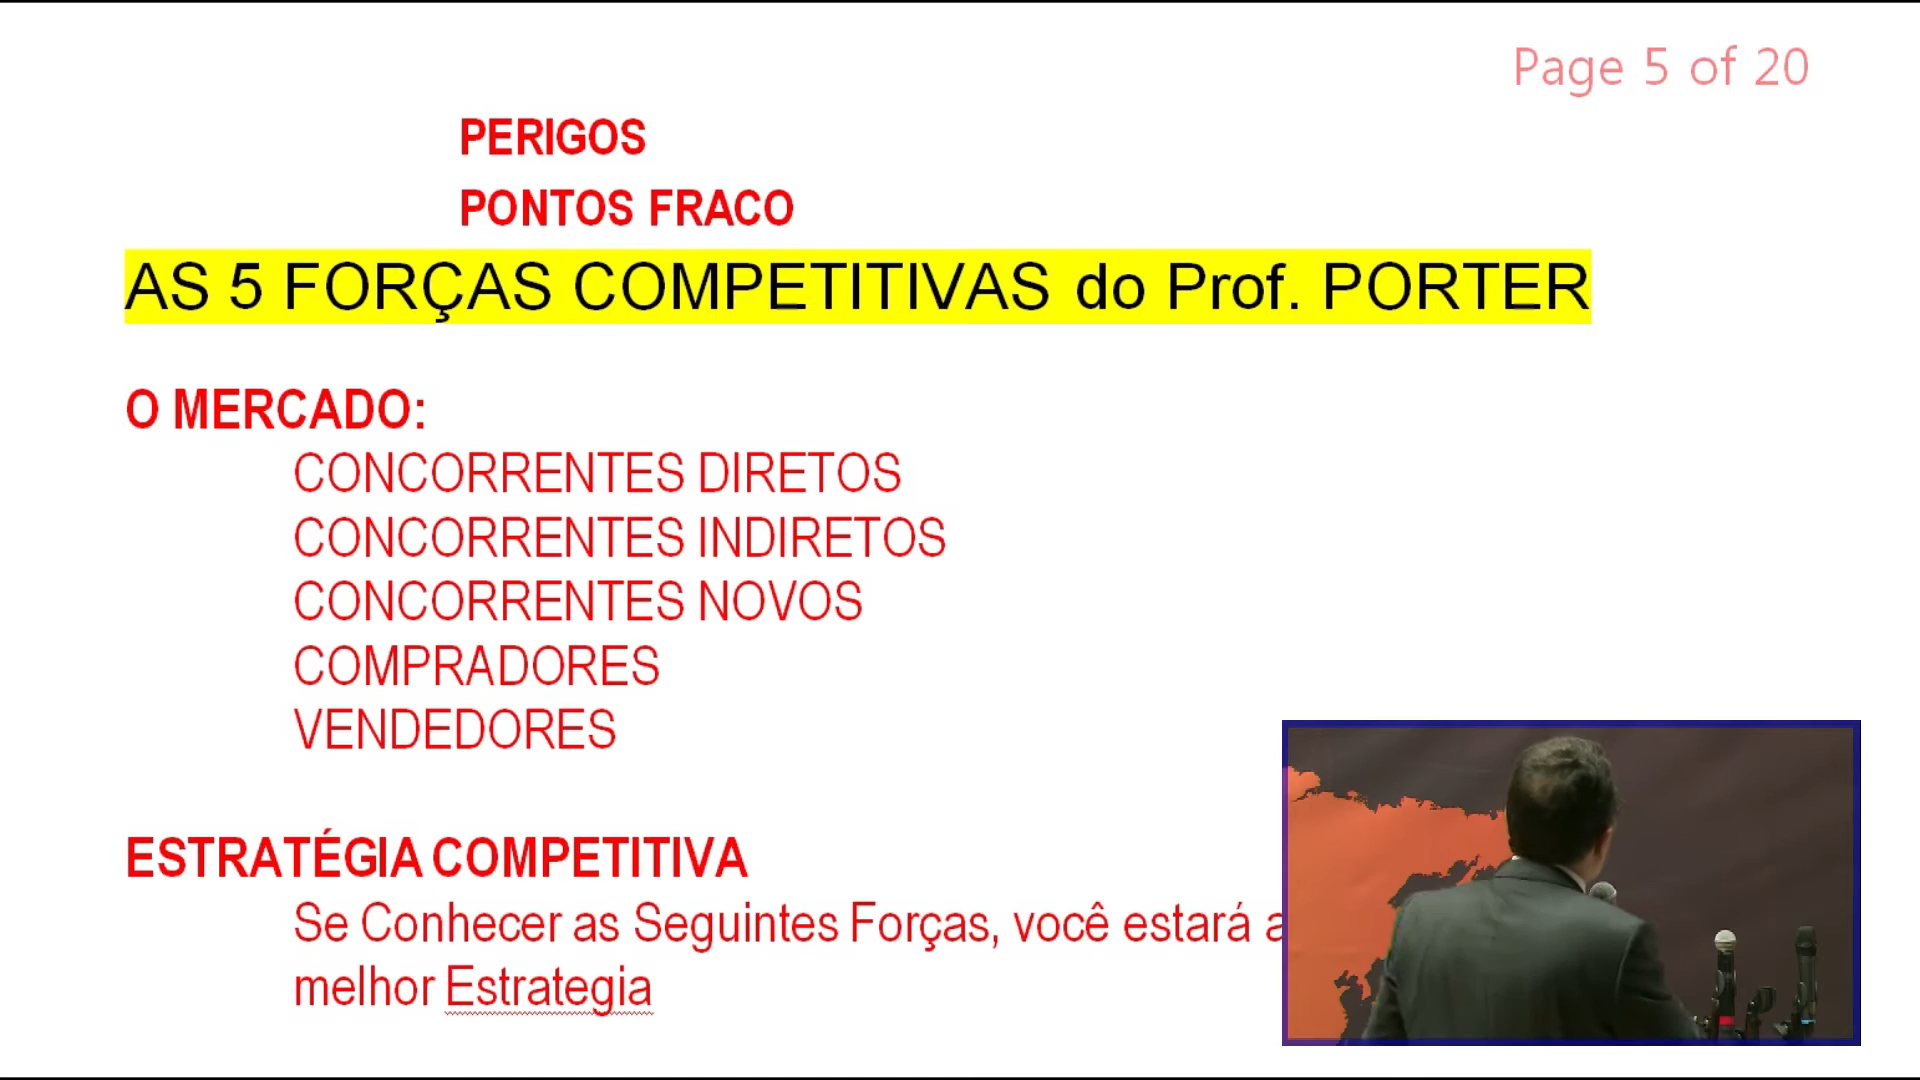 Page 5 of 20
PERIGOS
PONTOS FRACO
AS 5 FORÇAS COMPETITIVAS do Prof. PORTER
O MERCADO:
CONCORRENTES DIRETOS
CONCORRENTES INDIRETOS
CONCORRENTES NOVOS
COMPRADORES
VENDEDORES
ESTRATÉGIA COMPETITIVA
Se Conhecer as Seguintes Forças, você estará
melhor Estrategia